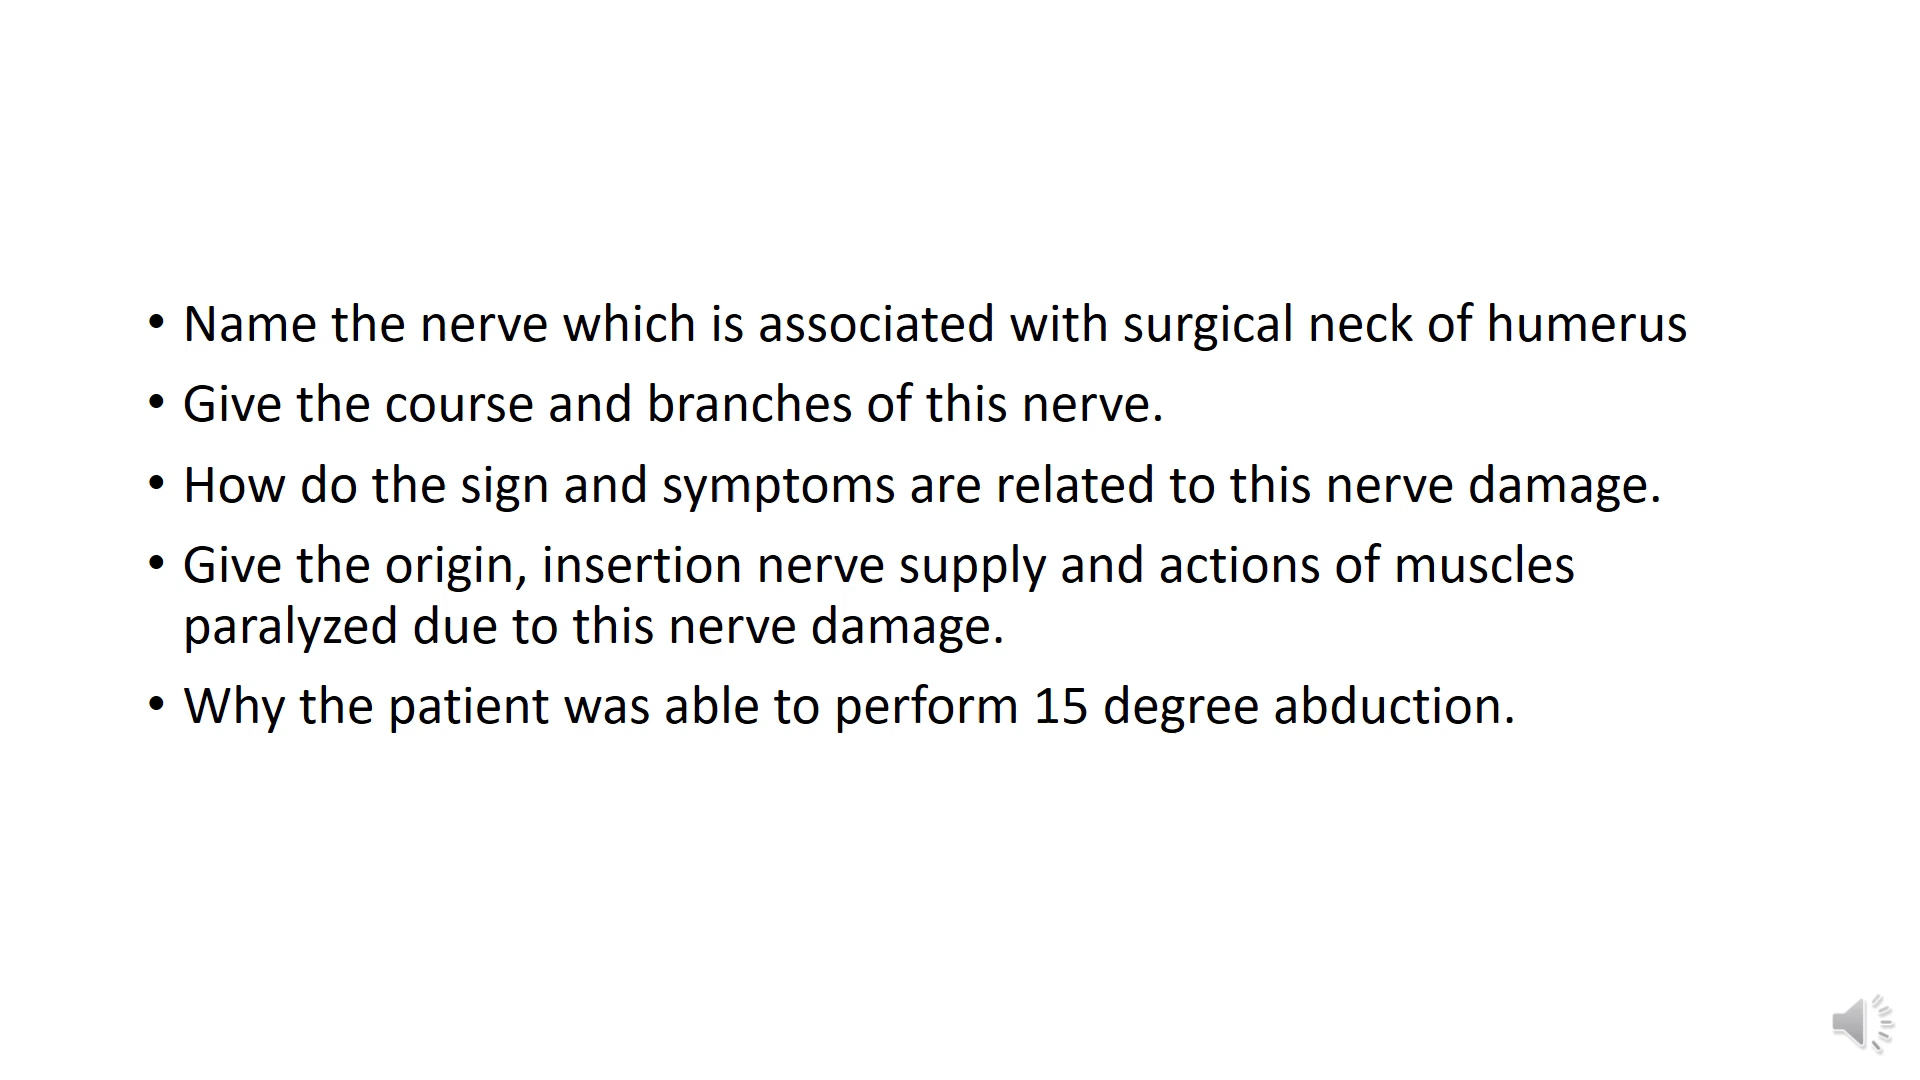 • Name the nerve which is associated with surgical neck of humerus
• Give the course and branches of this nerve.
• How do the sign and symptoms are related to this nerve damage.
• Give the origin, insertion nerve supply and actions of muscles
paralyzed due to this nerve damage.
• Why the patient was able to perform 15 degree abduction.